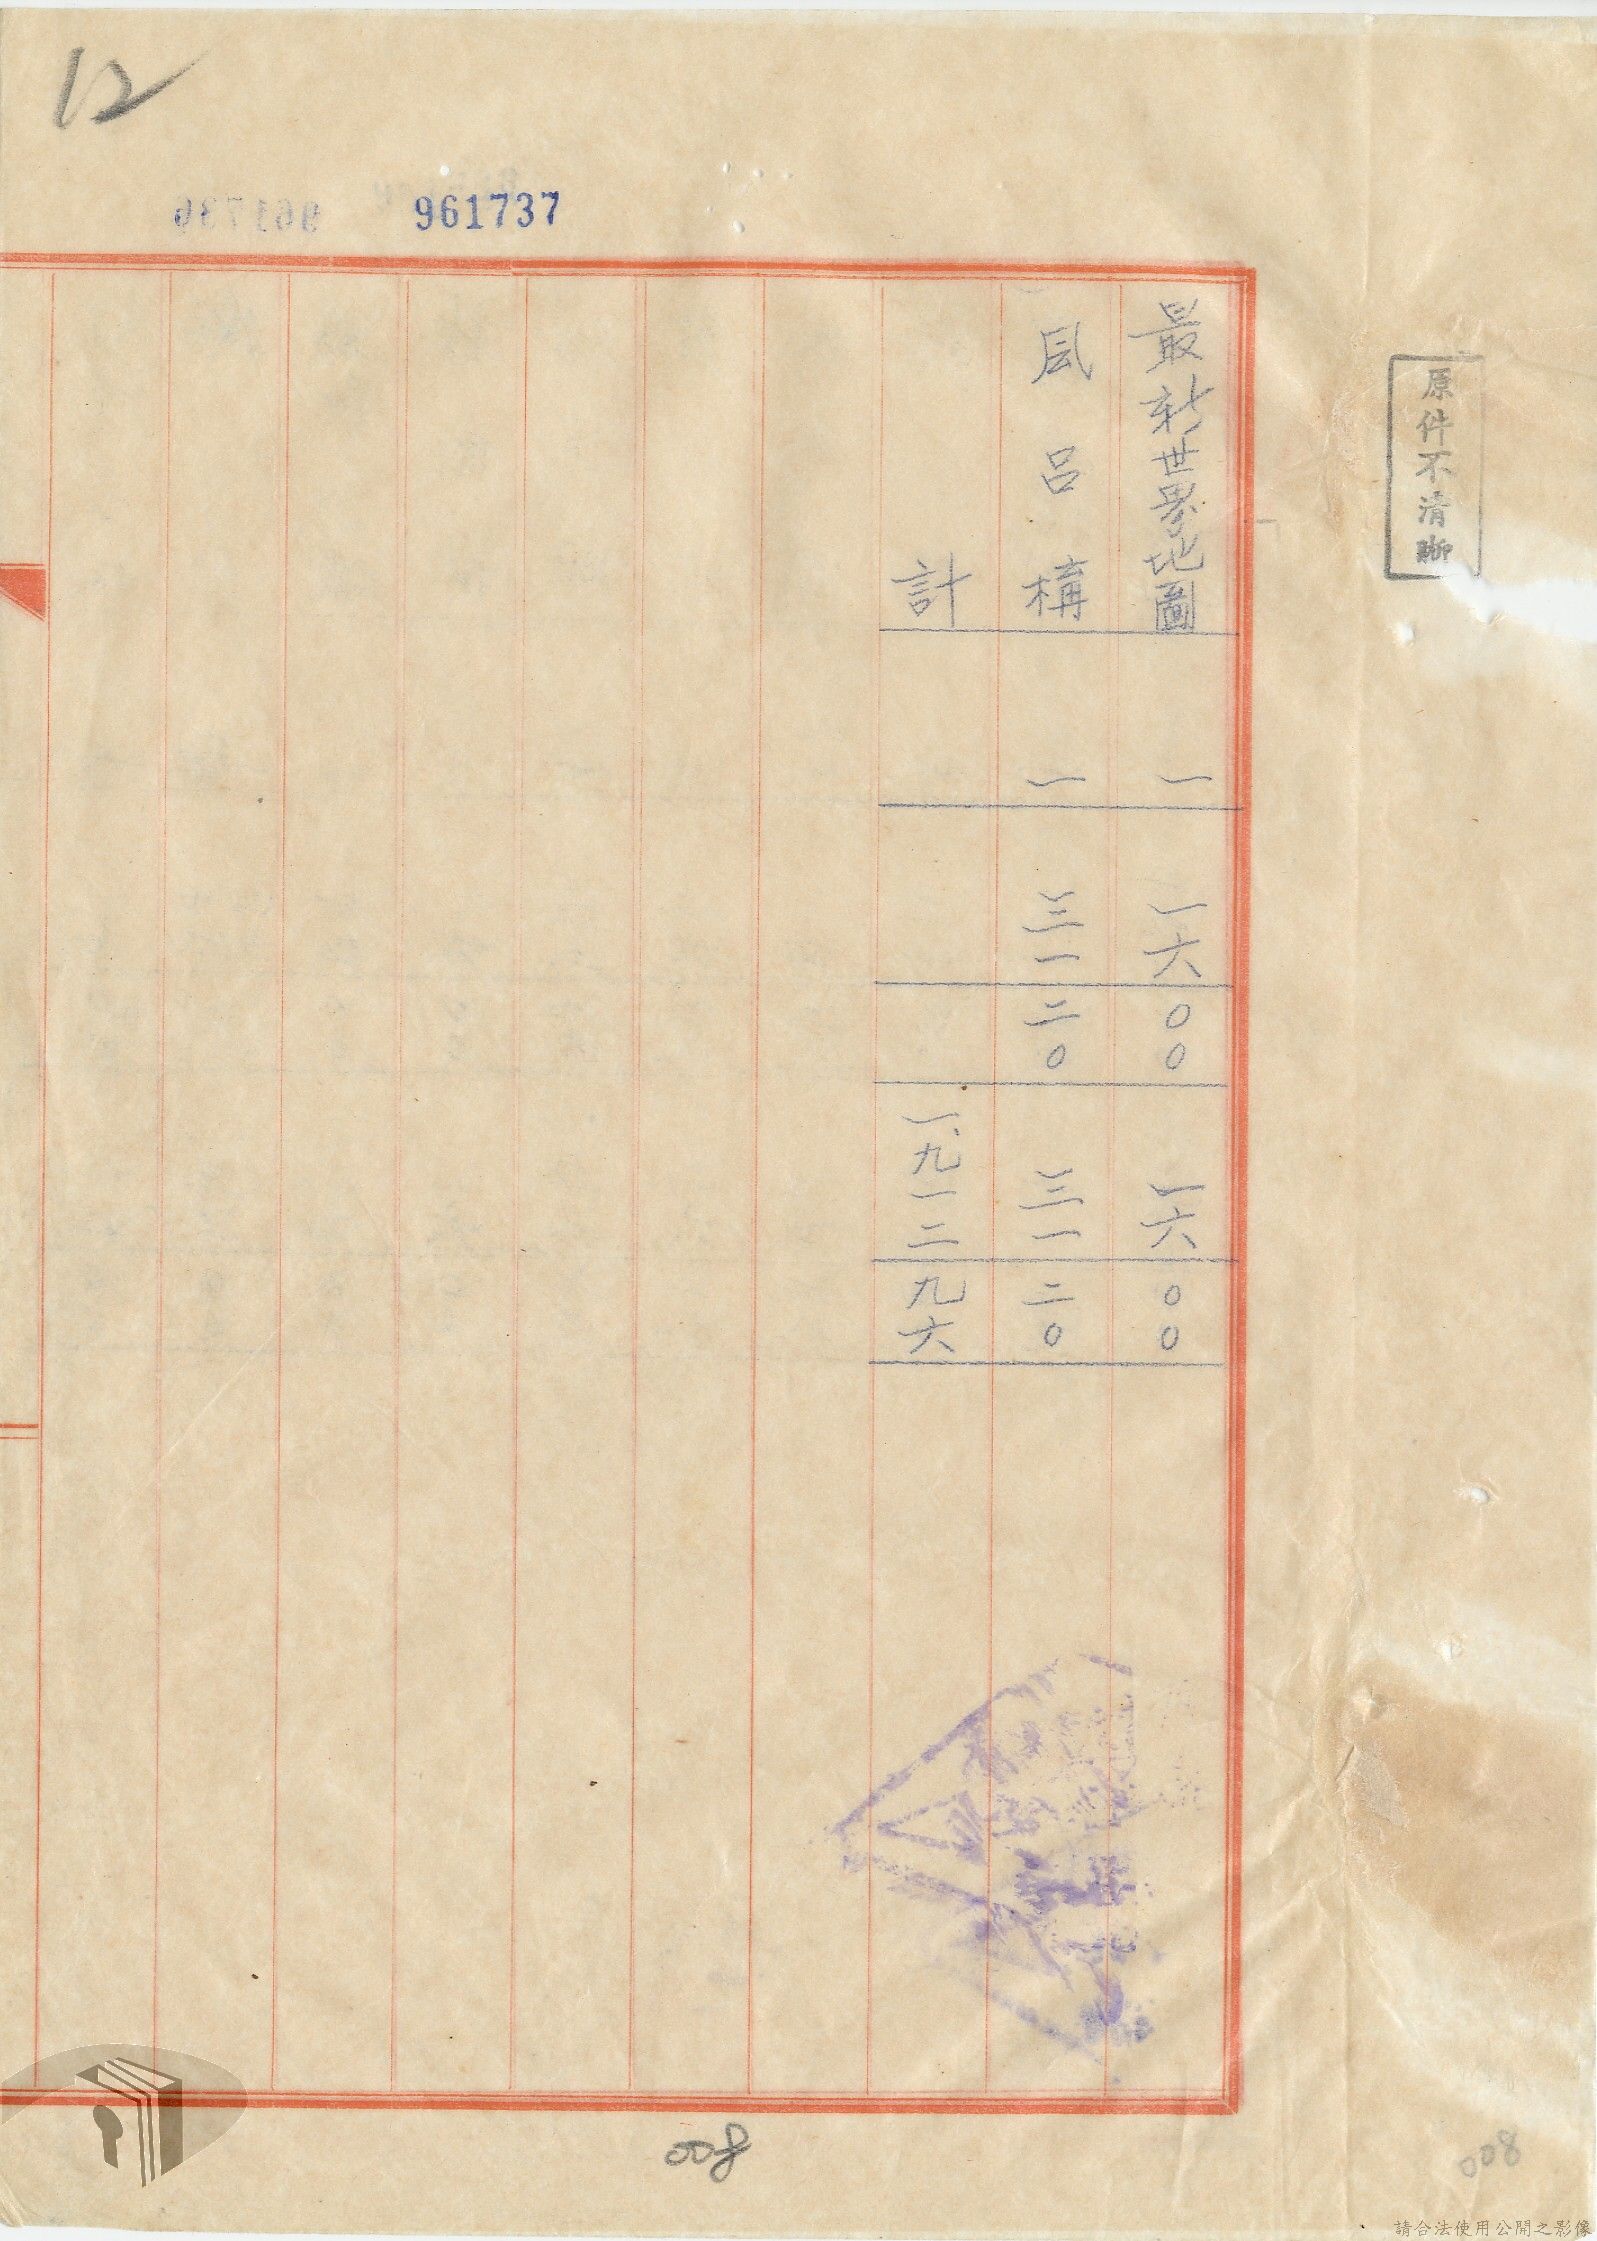 12
961737
961736
原件不清晰
最新世界地圖 一 一六 〇〇 一六 〇〇
風呂構 一 三一 二〇 三一 二〇
計 一、九一二 九六
008
008
請合法使用公開之影像